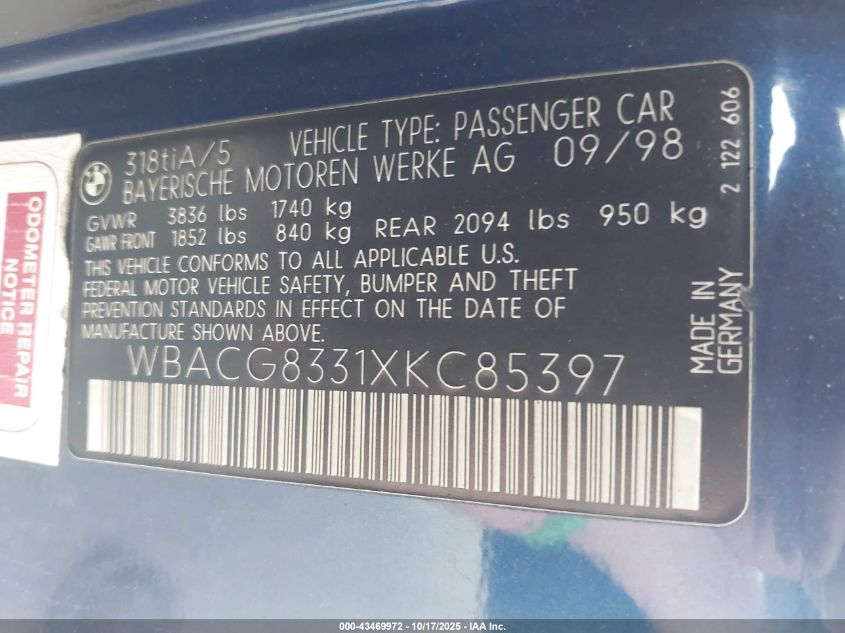 318tiA/5 VEHICLE TYPE: PASSENGER CAR
BAYERISCHE MOTOREN WERKE AG 09/98
GVWR 3836 lbs 1740 kg
GAWR FRONT 1852 lbs 840 kg REAR 2094 lbs 950 kg
THIS VEHICLE CONFORMS TO ALL APPLICABLE U.S.
FEDERAL MOTOR VEHICLE SAFETY, BUMPER AND THEFT
PREVENTION STANDARDS IN EFFECT ON THE DATE OF
MANUFACTURE SHOWN ABOVE.
WBACG8331XKC85397
MADE IN
GERMANY
2 122 606
ODOMETER REPAIR
NOTICE
000-43469972 - 10/17/2025 - IAA, Inc.